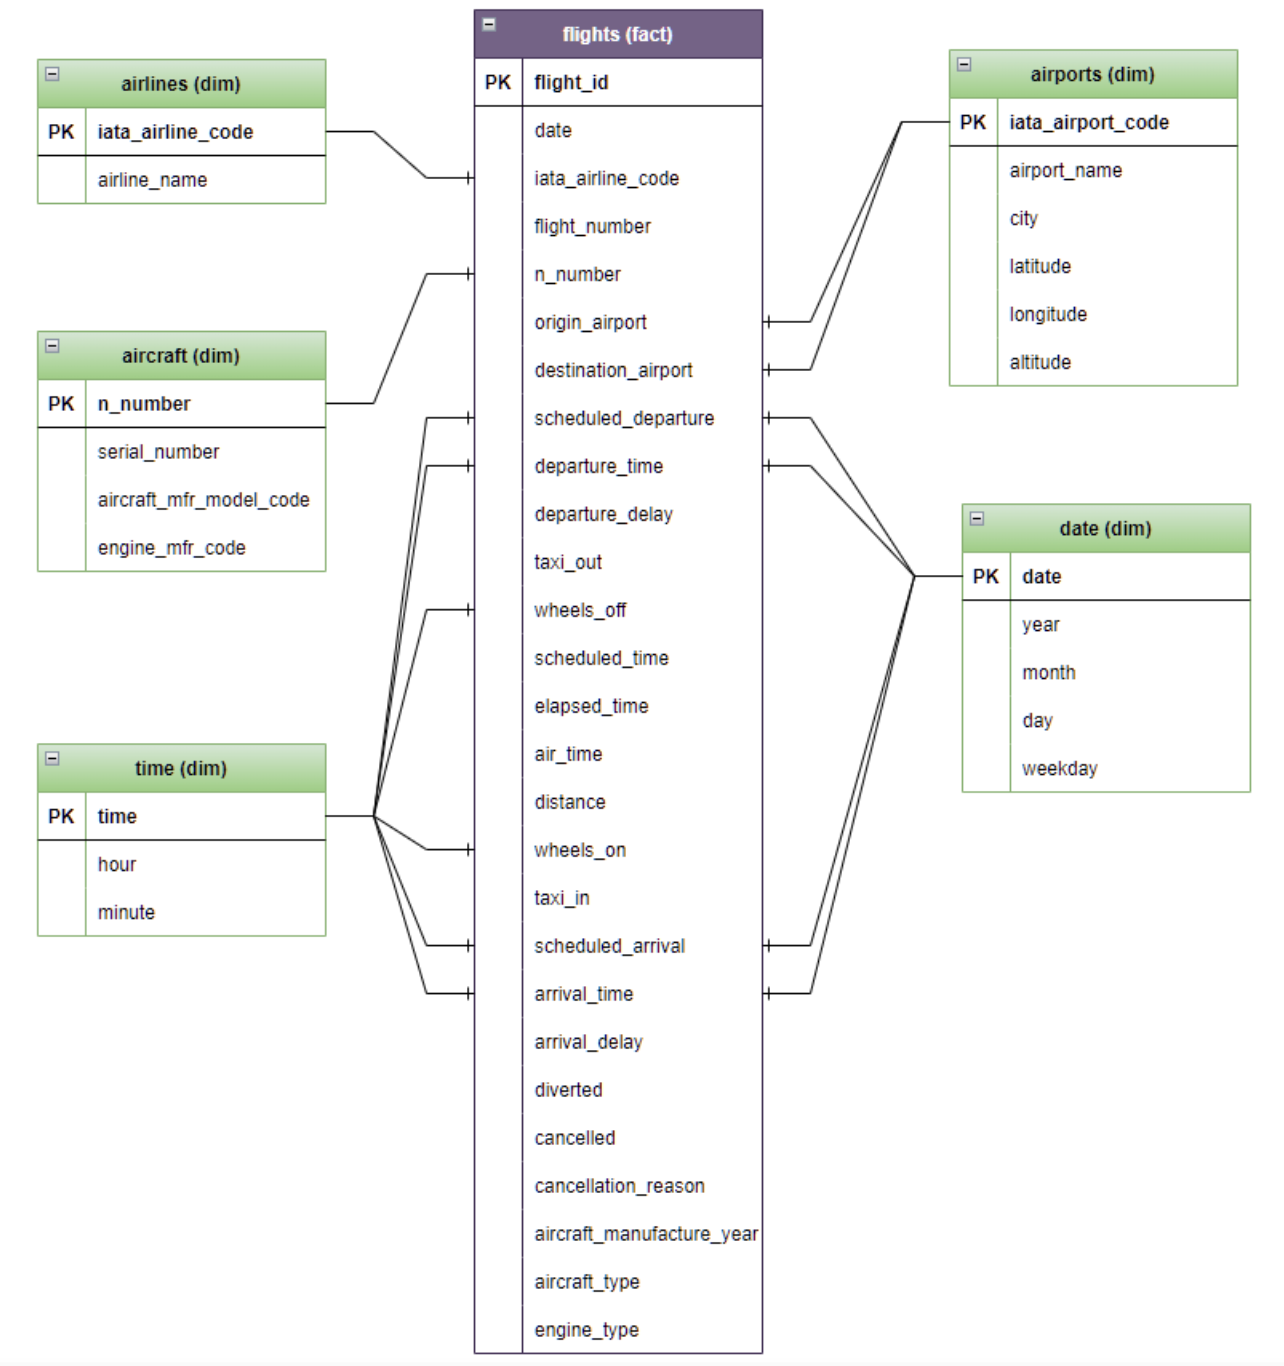 flights (fact)
PK flight_id
date
iata_airline_code
flight_number
n_number
origin_airport
destination_airport
scheduled_departure
departure_time
departure_delay
taxi_out
wheels_off
scheduled_time
elapsed_time
air_time
distance
wheels_on
taxi_in
scheduled_arrival
arrival_time
arrival_delay
diverted
cancelled
cancellation_reason
aircraft_manufacture_year
aircraft_type
engine_type
airlines (dim)
PK iata_airline_code
airline_name
aircraft (dim)
PK n_number
serial_number
aircraft_mfr_model_code
engine_mfr_code
time (dim)
PK time
hour
minute
airports (dim)
PK iata_airport_code
airport_name
city
latitude
longitude
altitude
date (dim)
PK date
year
month
day
weekday